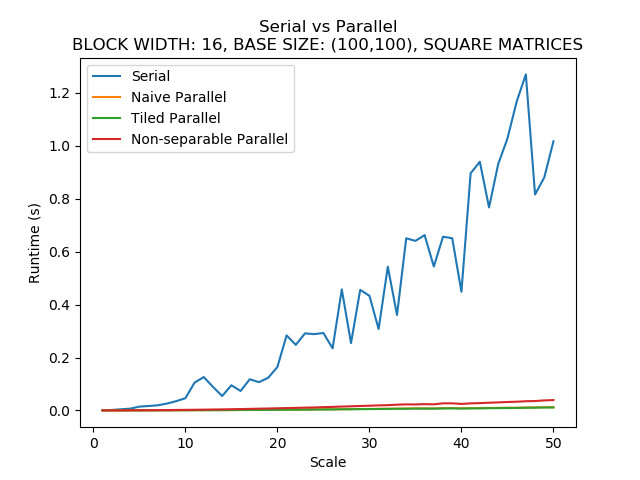 Serial vs Parallel
BLOCK WIDTH: 16, BASE SIZE: (100,100), SQUARE MATRICES
Serial
Naive Parallel
Tiled Parallel
Non-separable Parallel
Runtime (s)
1.2
1.0
0.8
0.6
0.4
0.2
0.0
0 10 20 30 40 50
Scale